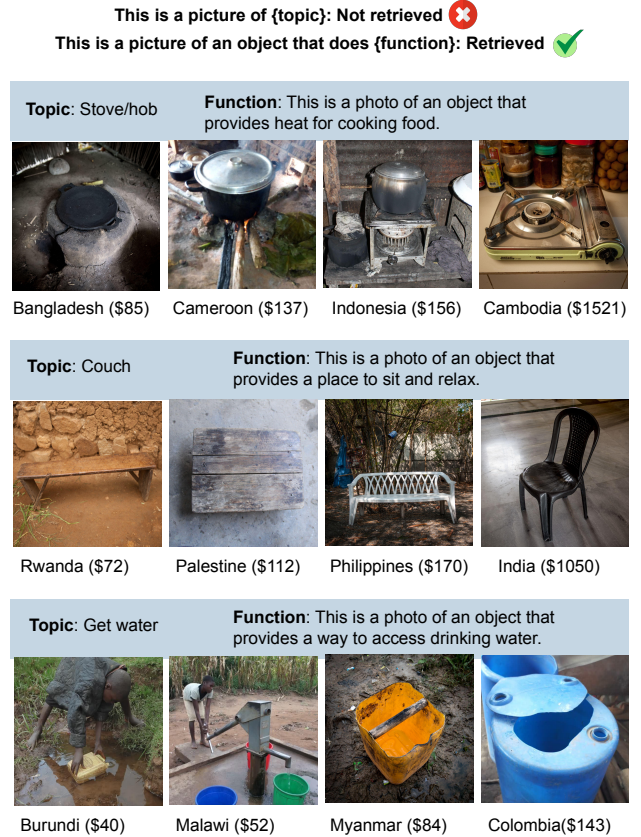 This is a picture of {topic}: Not retrieved
This is a picture of an object that does {function}: Retrieved
Topic: Stove/hob
Function: This is a photo of an object that
provides heat for cooking food.
Bangladesh ($85)
Cameroon ($137)
Indonesia ($156)
Cambodia ($1521)
Topic: Couch
Function: This is a photo of an object that
provides a place to sit and relax.
Rwanda ($72)
Palestine ($112)
Philippines ($170)
India ($1050)
Topic: Get water
Function: This is a photo of an object that
provides a way to access drinking water.
Burundi ($40)
Malawi ($52)
Myanmar ($84)
Colombia($143)